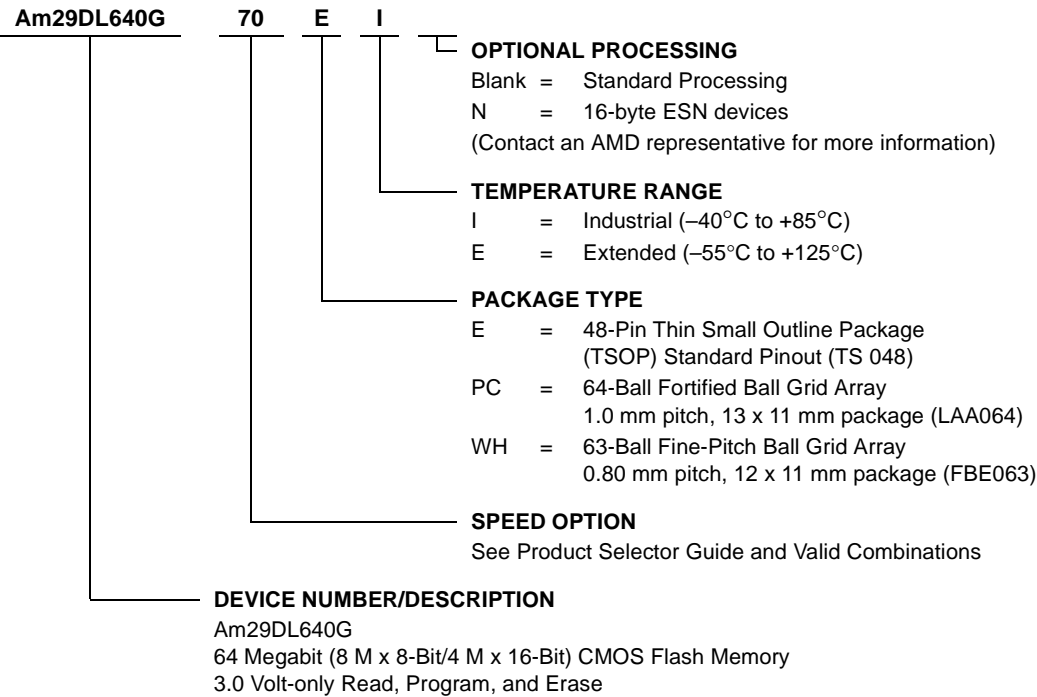 Am29DL640G 70 E I
OPTIONAL PROCESSING
Blank = Standard Processing
N = 16-byte ESN devices
(Contact an AMD representative for more information)
TEMPERATURE RANGE
I = Industrial (–40°C to +85°C)
E = Extended (–55°C to +125°C)
PACKAGE TYPE
E = 48-Pin Thin Small Outline Package
(TSOP) Standard Pinout (TS 048)
PC = 64-Ball Fortified Ball Grid Array
1.0 mm pitch, 13 x 11 mm package (LAA064)
WH = 63-Ball Fine-Pitch Ball Grid Array
0.80 mm pitch, 12 x 11 mm package (FBE063)
SPEED OPTION
See Product Selector Guide and Valid Combinations
DEVICE NUMBER/DESCRIPTION
Am29DL640G
64 Megabit (8 M x 8-Bit/4 M x 16-Bit) CMOS Flash Memory
3.0 Volt-only Read, Program, and Erase